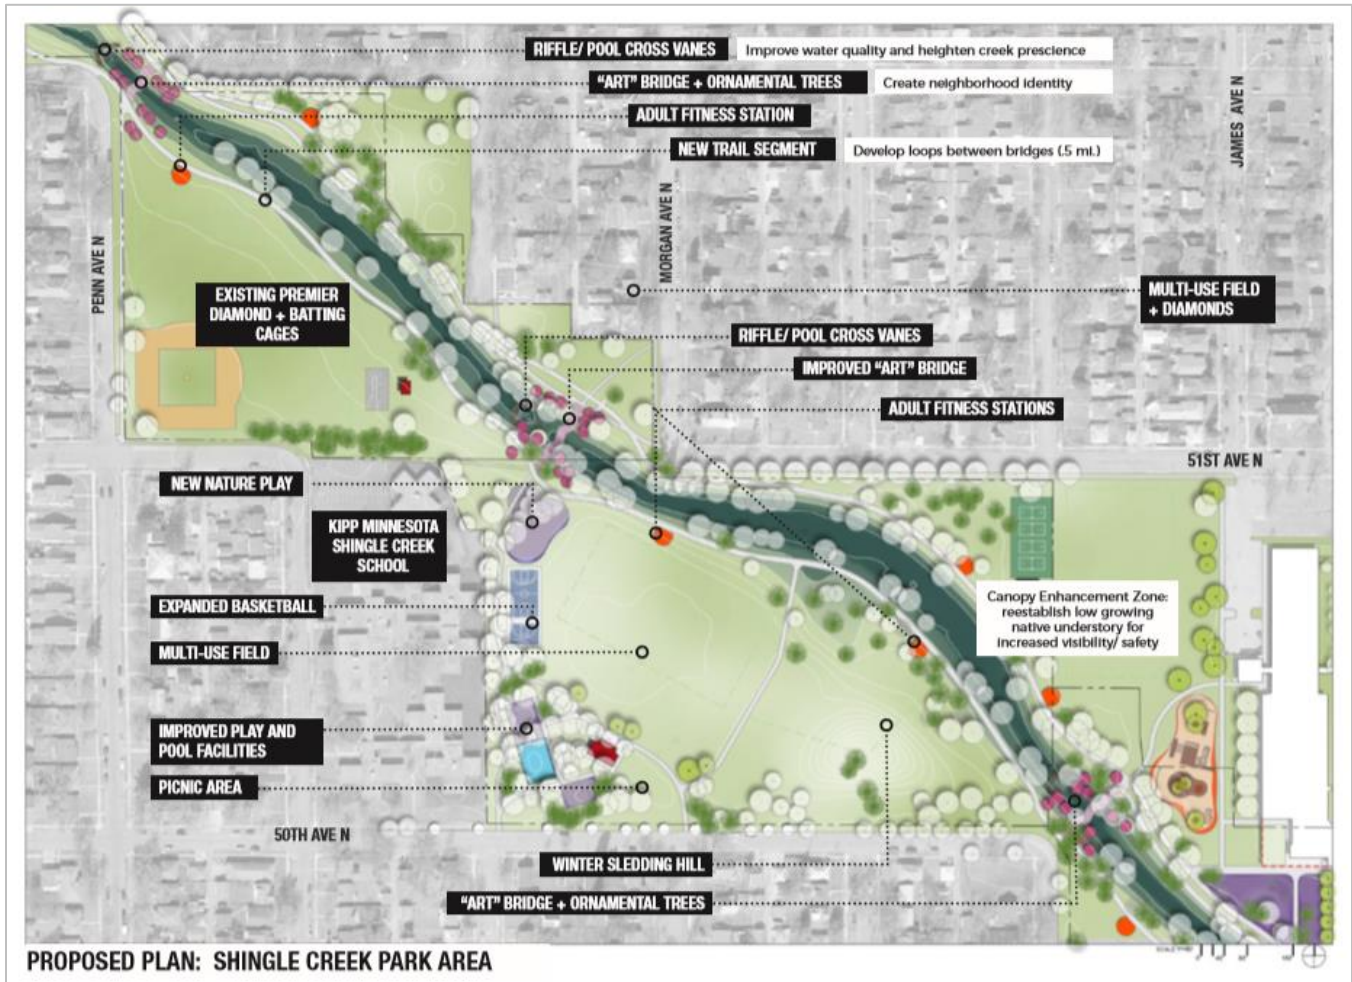 RIFFLE/ POOL CROSS VANES
Improve water quality and heighten creek prescience
"ART" BRIDGE + ORNAMENTAL TREES
Create neighborhood identity
ADULT FITNESS STATION
NEW TRAIL SEGMENT
Develop loops between bridges (.5 mi.)
JAMES AVE N
MORGAN AVE N
PENN AVE N
EXISTING PREMIER
DIAMOND + BATTING
CAGES
MULTI-USE FIELD
+ DIAMONDS
RIFFLE/ POOL CROSS VANES
IMPROVED "ART" BRIDGE
ADULT FITNESS STATIONS
51ST AVE N
NEW NATURE PLAY
KIPP MINNESOTA
SHINGLE CREEK
SCHOOL
EXPANDED BASKETBALL
MULTI-USE FIELD
Canopy Enhancement Zone:
reestablish low growing
native understory for
increased visibility/ safety
IMPROVED PLAY AND
POOL FACILITIES
PICNIC AREA
50TH AVE N
WINTER SLEDDING HILL
"ART" BRIDGE + ORNAMENTAL TREES
PROPOSED PLAN: SHINGLE CREEK PARK AREA